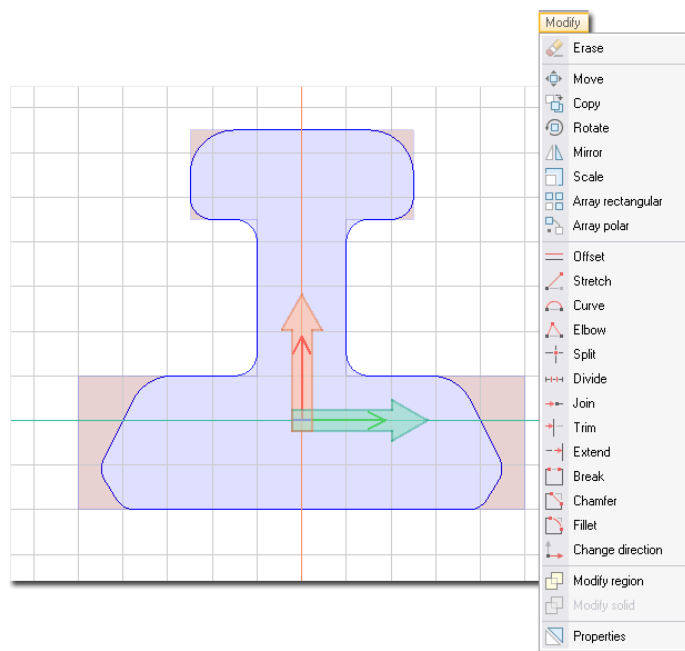 Modify
Erase
Move
Copy
Rotate
Mirror
Scale
Array rectangular
Array polar
Offset
Stretch
Curve
Elbow
Split
Divide
Join
Trim
Extend
Break
Chamfer
Fillet
Change direction
Modify region
Modify solid
Properties